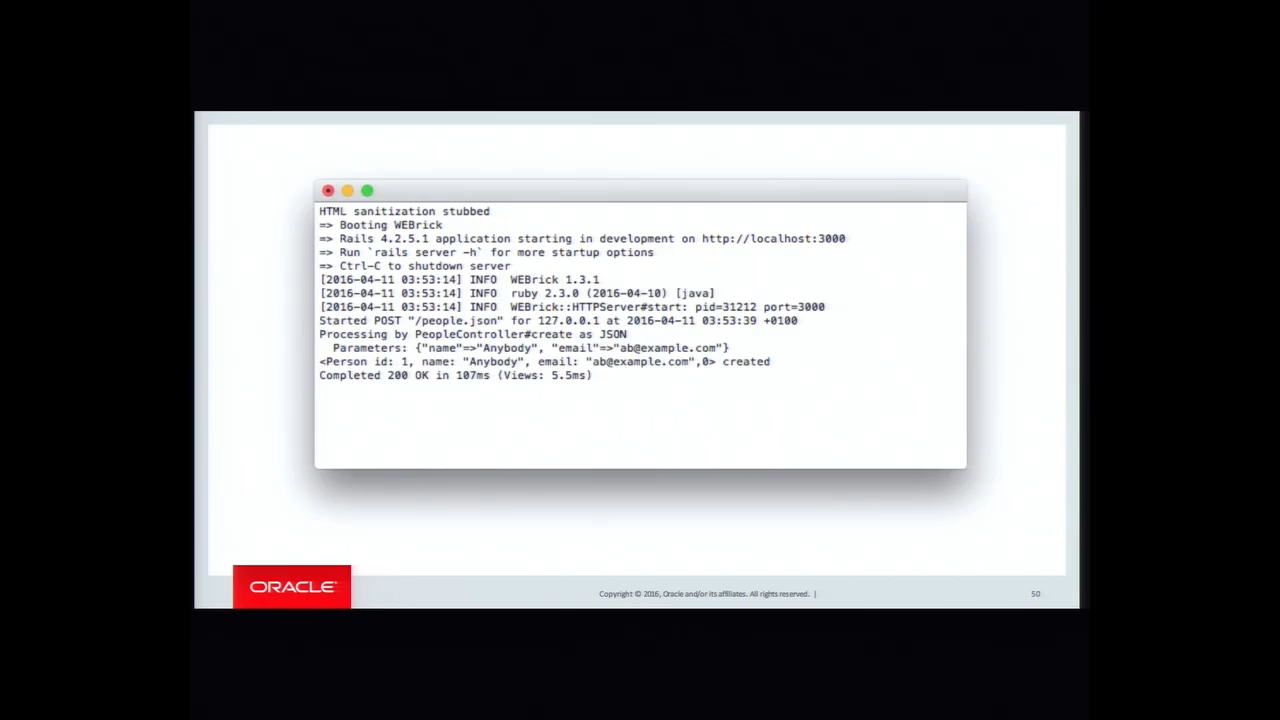 HTML sanitization stubbed
=> Booting WEBrick
=> Rails 4.2.5.1 application starting in development on http://localhost:3000
=> Run `rails server -h` for more startup options
=> Ctrl-C to shutdown server
[2016-04-11 03:53:14] INFO  WEBrick 1.3.1
[2016-04-11 03:53:14] INFO  ruby 2.3.0 (2016-04-10) [java]
[2016-04-11 03:53:14] INFO  WEBrick::HTTPServer#start: pid=31212 port=3000
Started POST "/people.json" for 127.0.0.1 at 2016-04-11 03:53:39 +0100
Processing by PeopleController#create as JSON
  Parameters: {"name"=>"Anybody", "email"=>"ab@example.com"}
<Person id: 1, name: "Anybody", email: "ab@example.com",0> created
Completed 200 OK in 107ms (Views: 5.5ms)
ORACLE
Copyright © 2016, Oracle and/or its affiliates. All rights reserved. |
50